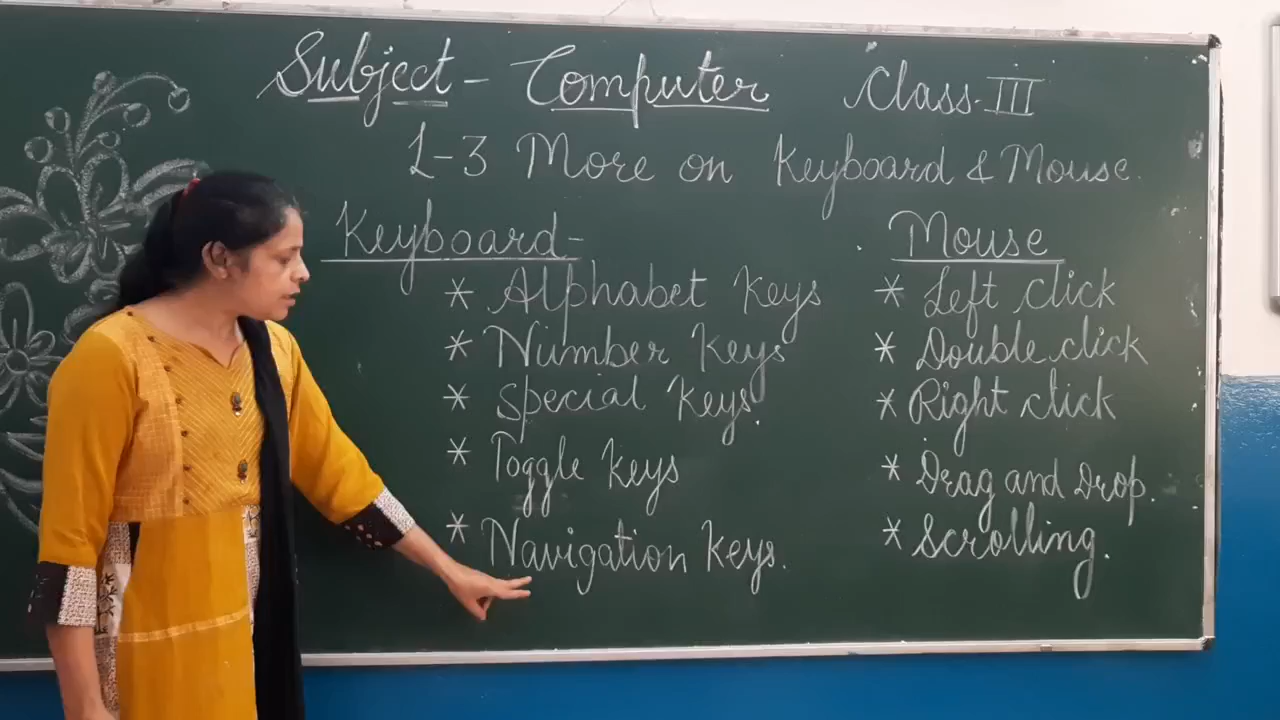 Subject - Computer Class-III
L-3 More on Keyboard & Mouse.
Keyboard-
* Alphabet Keys
* Number Keys
* Special Keys.
* Toggle Keys
* Navigation Keys.
Mouse
* Left click
* Double click
* Right click
* Drag and Drop.
* Scrolling.